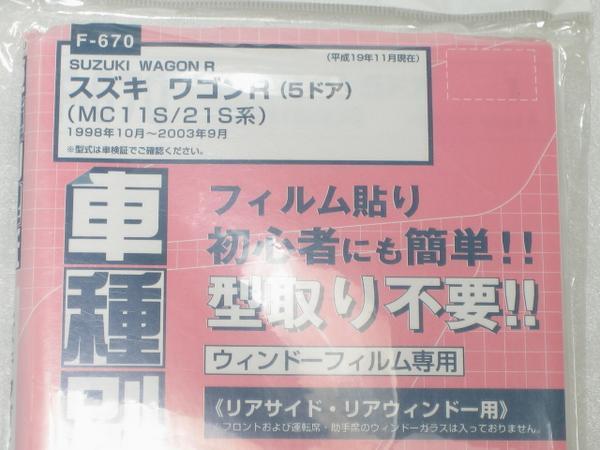 F-670
SUZUKI WAGON R
(平成19年11月現在)
スズキ ワゴンR (5ドア)
(MC11S/21S系)
1998年10月〜2003年9月
※型式は車検証でご確認ください。
車種別
フィルム貼り
初心者にも簡単!!
型取り不要!!
ウィンドーフィルム専用
《リアサイド・リアウィンドー用》
※フロントおよび運転席・助手席のウィンドーガラスは入っておりません。